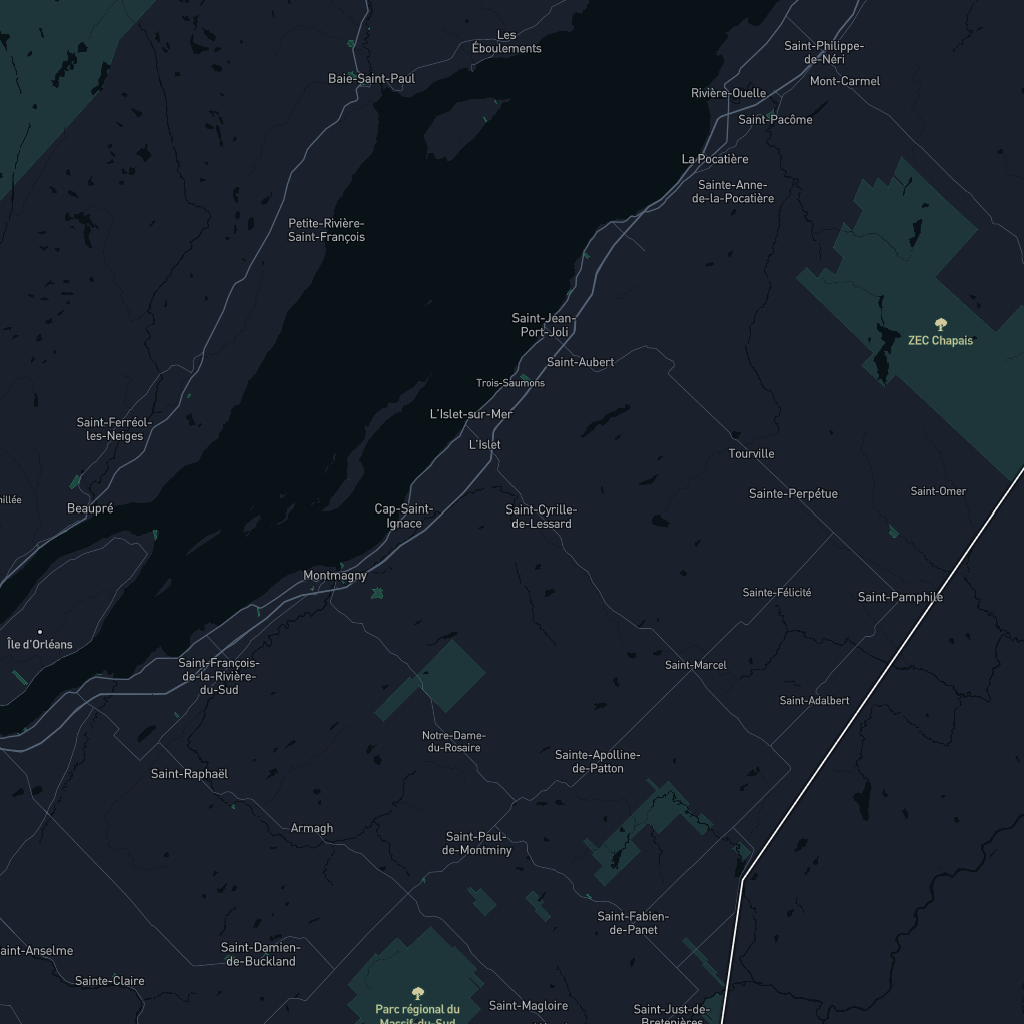 Les
Éboulements
Saint-Philippe-
de-Néri
Baie-Saint-Paul
Mont-Carmel
Rivière-Ouelle
Saint-Pacôme
La Pocatière
Sainte-Anne-
de-la-Pocatière
Petite-Rivière-
Saint-François
Saint-Jean-
Port-Joli
ZEC Chapais
Saint-Aubert
Trois-Saumons
L'Islet-sur-Mer
Saint-Ferréol-
les-Neiges
L'Islet
Tourville
Sainte-Perpétue
Saint-Omer
Beaupré
Cap-Saint-
Ignace
Saint-Cyrille-
de-Lessard
Montmagny
Sainte-Félicité
Saint-Pamphile
Île d'Orléans
Saint-François-
de-la-Rivière-
du-Sud
Saint-Marcel
Saint-Adalbert
Notre-Dame-
du-Rosaire
Sainte-Apolline-
de-Patton
Saint-Raphaël
Armagh
Saint-Paul-
de-Montminy
Saint-Fabien-
de-Panet
aint-Anselme
Saint-Damien-
de-Buckland
Sainte-Claire
Parc régional du
Massif-du-Sud
Saint-Magloire
Saint-Just-de-
Bretenières